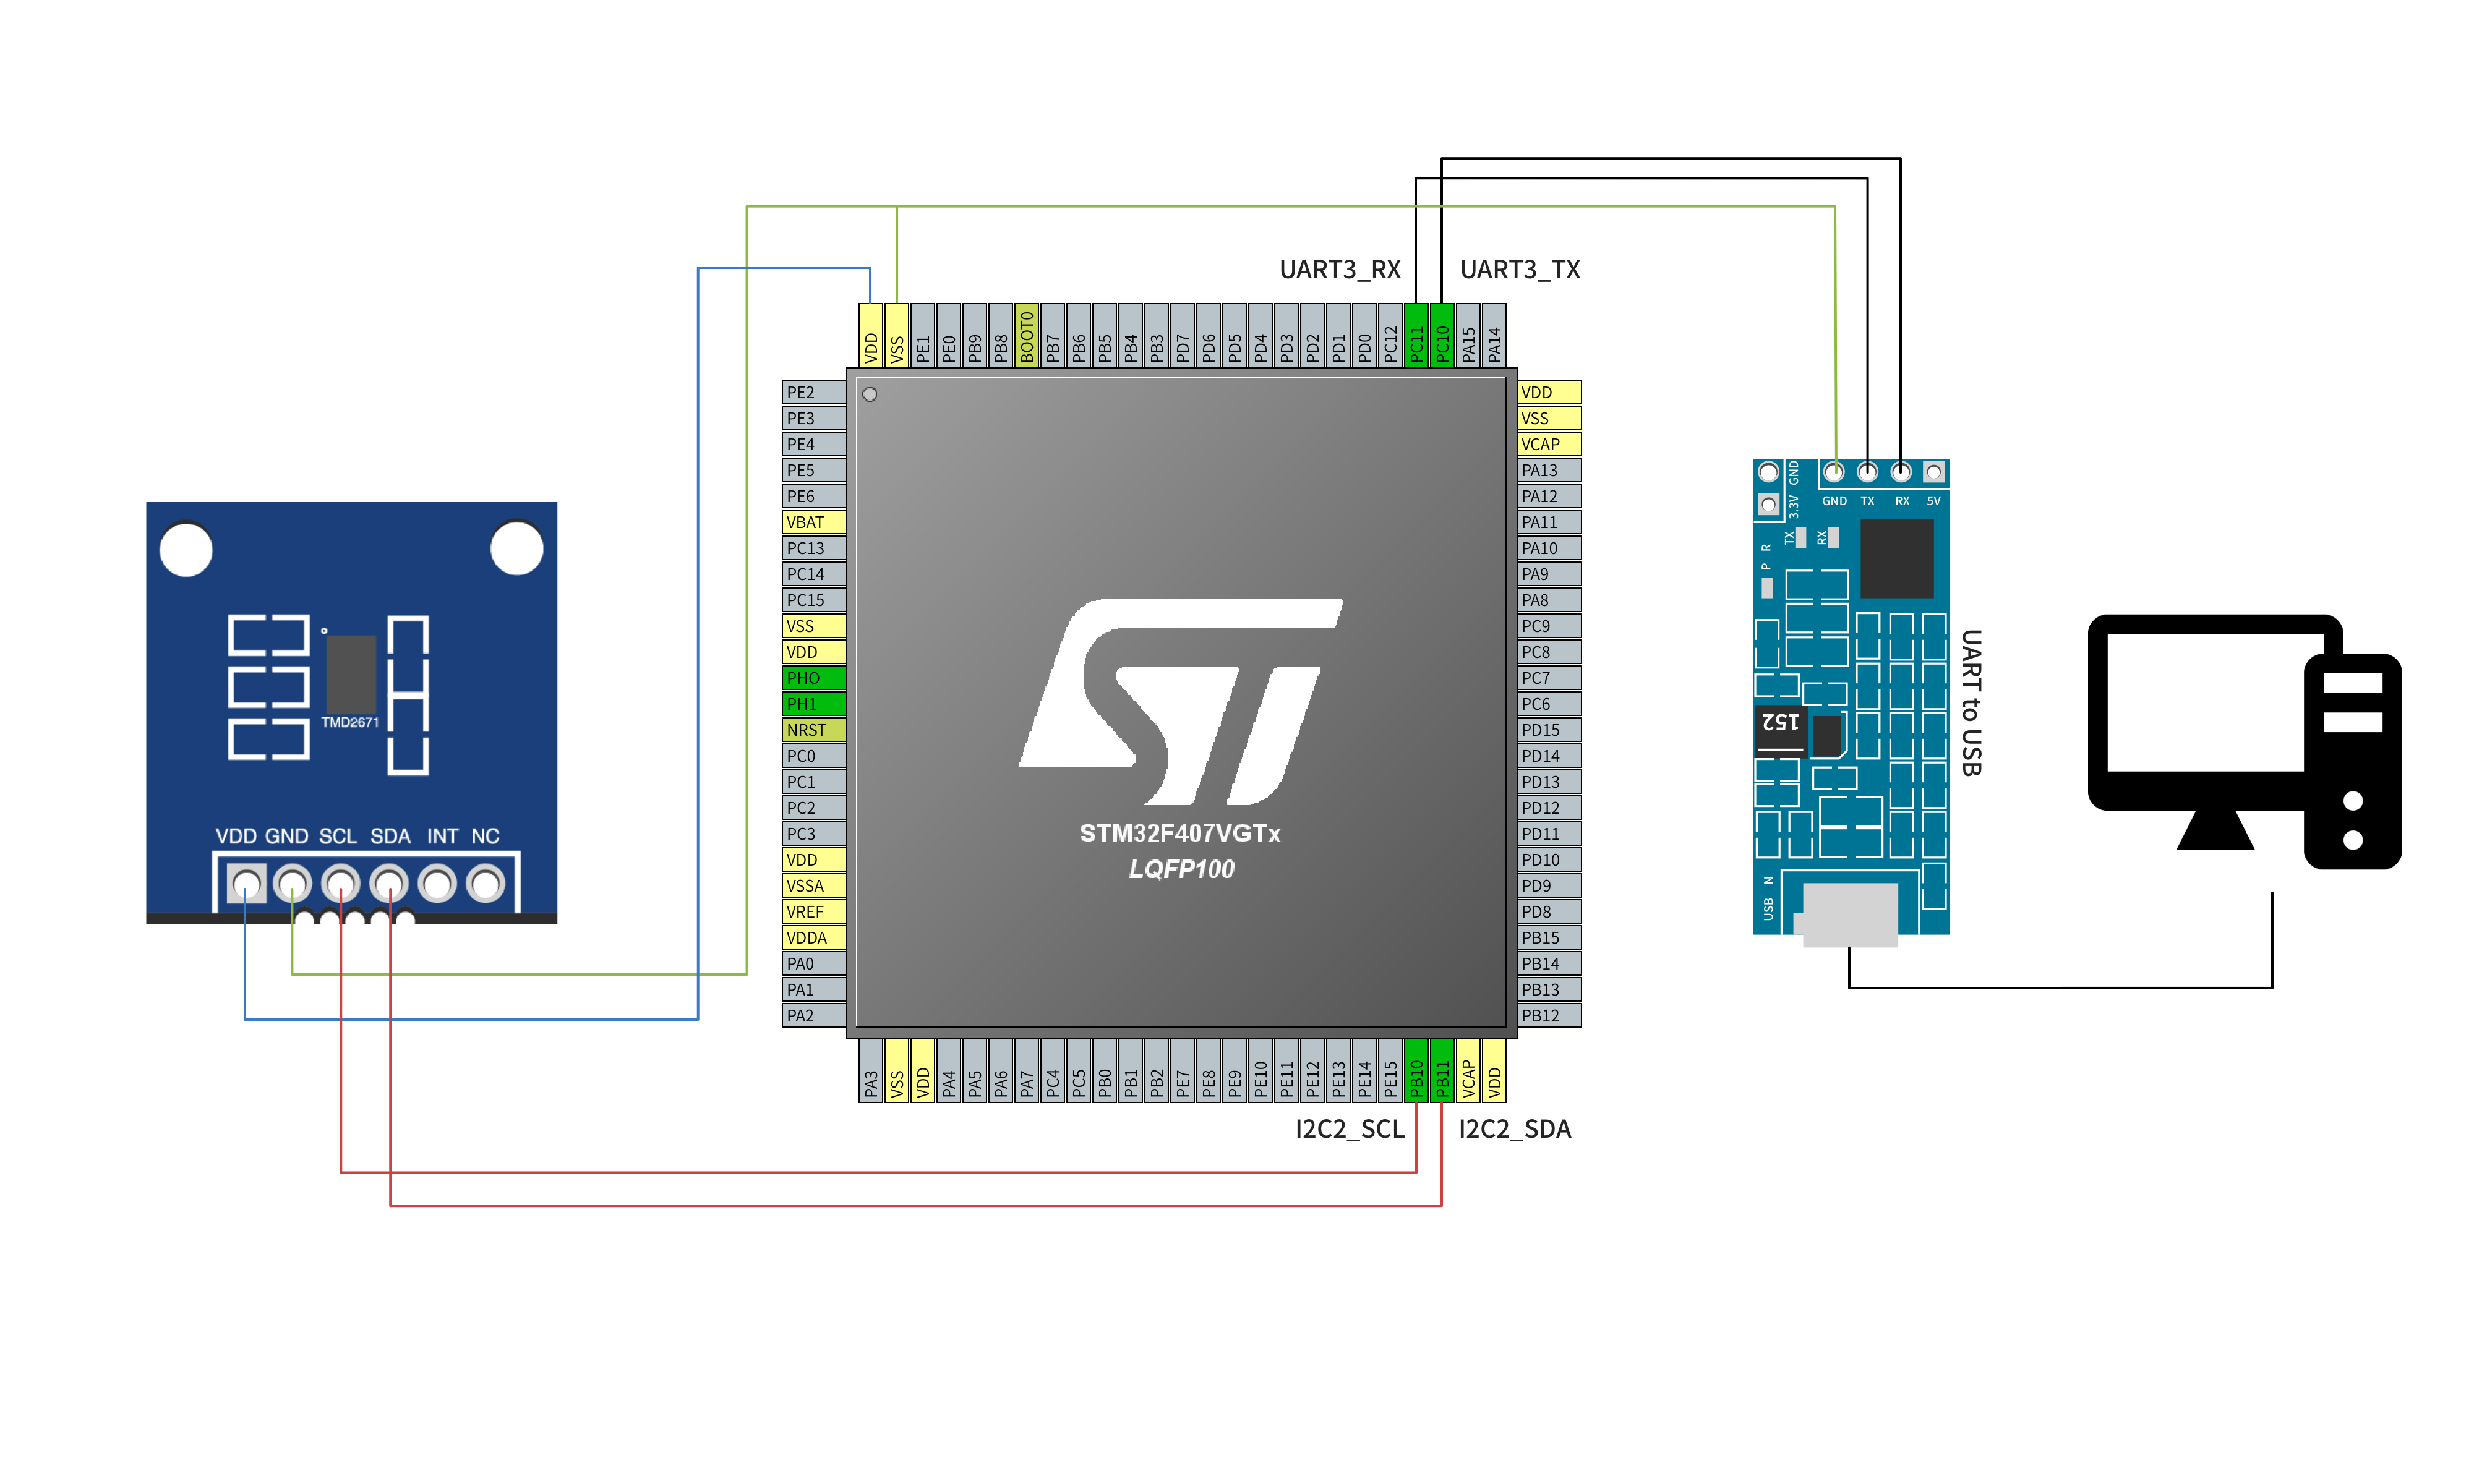 UART3_RX UART3_TX
VDD VSS PE1 PE0 PB9 PB8 BOOT0 PB7 PB6 PB5 PB4 PB3 PD7 PD6 PD5 PD4 PD3 PD2 PD1 PD0 PC12 PC11 PC10 PA15 PA14
PE2
PE3
PE4
PE5
PE6
VBAT
PC13
PC14
PC15
VSS
VDD
PHO
PH1
NRST
PC0
PC1
PC2
PC3
VDD
VSSA
VREF
VDDA
PA0
PA1
PA2
ST
STM32F407VGTx
LQFP100
VDD
VSS
VCAP
PA13
PA12
PA11
PA10
PA9
PA8
PC9
PC8
PC7
PC6
PD15
PD14
PD13
PD12
PD11
PD10
PD9
PD8
PB15
PB14
PB13
PB12
PA3 VSS VDD PA4 PA5 PA6 PA7 PC4 PC5 PB0 PB1 PB2 PE7 PE8 PE9 PE10 PE11 PE12 PE13 PE14 PE15 PB10 PB11 VCAP VDD
I2C2_SCL I2C2_SDA
TMD2671
VDD GND SCL SDA INT NC
3.3V GND
GND TX RX 5V
TX RX
P R
152
USB N
UART to USB